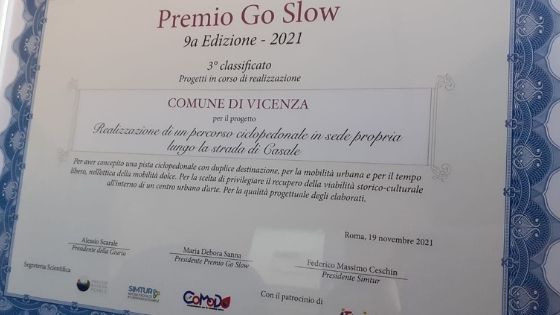 Premio Go Slow
9a Edizione - 2021
3° classificato
Progetti in corso di realizzazione
COMUNE DI VICENZA
per il progetto
Realizzazione di un percorso ciclopedonale in sede propria
lungo la strada di Casale
Per aver concepito una pista ciclopedonale con duplice destinazione, per la mobilità urbana e per il tempo
libero, nell'ettica della mobilità dolce. Per la scelta di privilegiare il recupero della viabilità storico-culturale
all'interno di un centro urbano d'arte. Per la qualità progettuale degli elaborati.
Roma, 19 novembre 2021
Alessio Scarale
Presidente della Giuria
Maria Debora Sanna
Presidente Premio Go Slow
Federico Massimo Ceschin
Presidente Simtur
Segreteria Scientifica
SIMTUR
CoMoDo
Con il patrocinio di